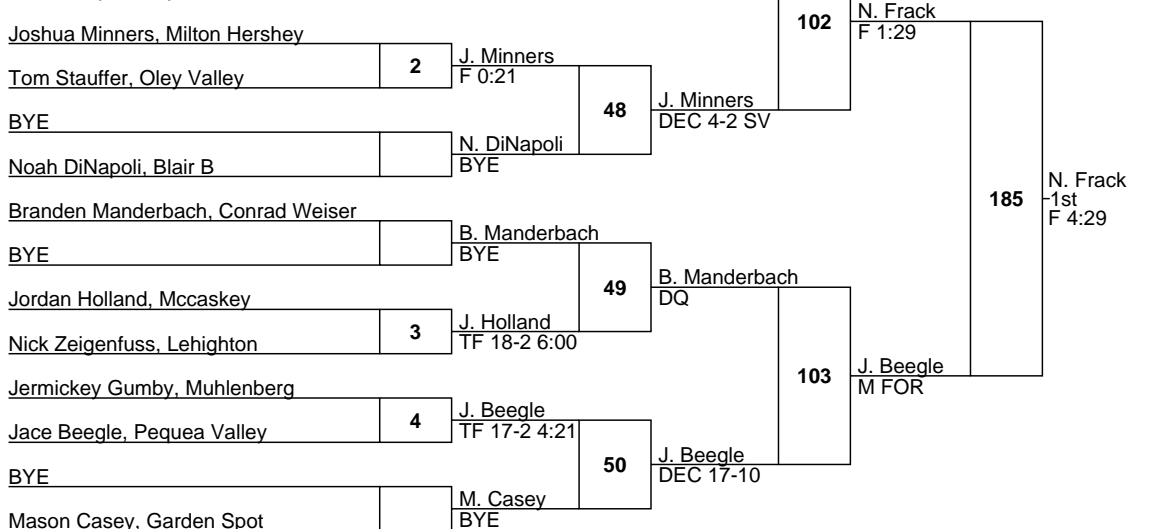 Joshua Minners, Milton Hershey
Tom Stauffer, Oley Valley
BYE
Noah DiNapoli, Blair B
Branden Manderbach, Conrad Weiser
BYE
Jordan Holland, Mccaskey
Nick Zeigenfuss, Lehighton
Jermickey Gumby, Muhlenberg
Jace Beegle, Pequea Valley
BYE
Mason Casey, Garden Spot
2
3
4
J. Minners
F 0:21
N. DiNapoli
BYE
B. Manderbach
BYE
J. Holland
TF 18-2 6:00
J. Beegle
TF 17-2 4:21
M. Casey
BYE
48
49
50
J. Minners
DEC 4-2 SV
B. Manderbach
DQ
J. Beegle
DEC 17-10
102
103
N. Frack
F 1:29
J. Beegle
M FOR
185
N. Frack
1st
F 4:29